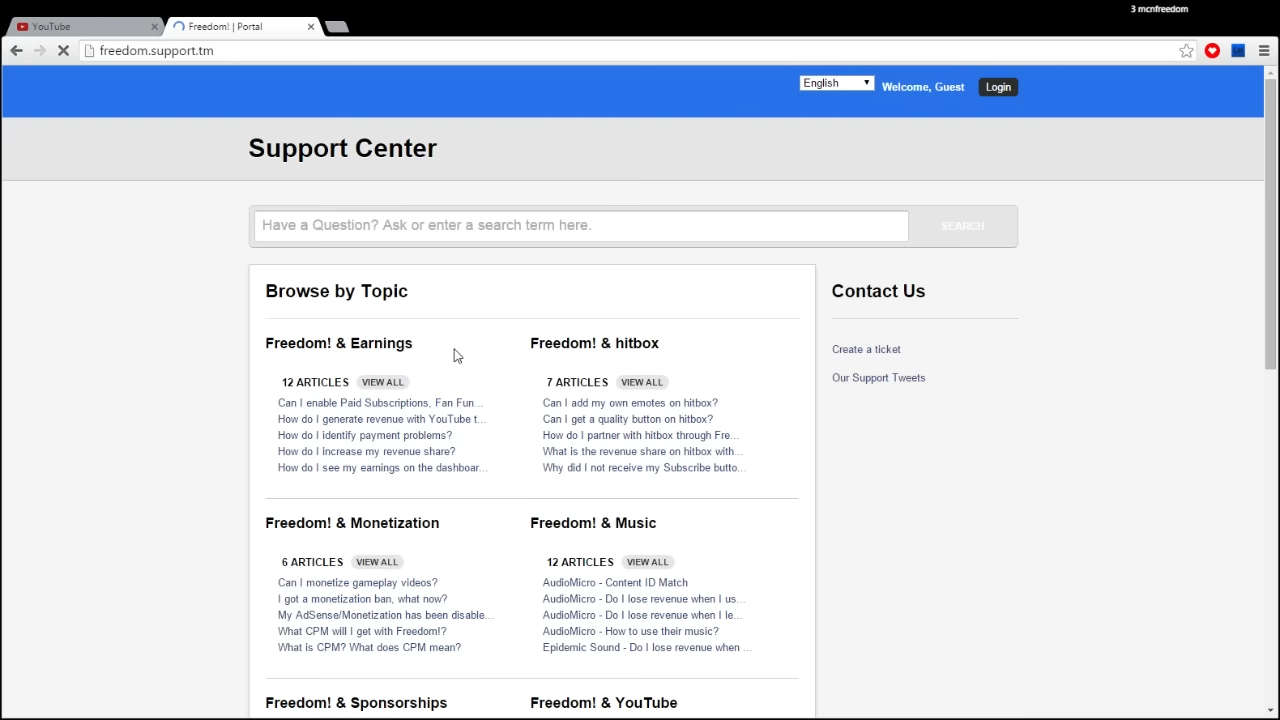 3 mcnfreedom
YouTube
Freedom! | Portal
freedom.support.tm
English
Welcome, Guest
Login
Support Center
Have a Question? Ask or enter a search term here.
SEARCH
Browse by Topic
Contact Us
Freedom! & Earnings
12 ARTICLES VIEW ALL
Can I enable Paid Subscriptions, Fan Fun...
How do I generate revenue with YouTube t...
How do I identify payment problems?
How do I increase my revenue share?
How do I see my earnings on the dashboar...
Freedom! & hitbox
7 ARTICLES VIEW ALL
Can I add my own emotes on hitbox?
Can I get a quality button on hitbox?
How do I partner with hitbox through Fre...
What is the revenue share on hitbox with...
Why did I not receive my Subscribe butto...
Create a ticket
Our Support Tweets
Freedom! & Monetization
6 ARTICLES VIEW ALL
Can I monetize gameplay videos?
I got a monetization ban, what now?
My AdSense/Monetization has been disable...
What CPM will I get with Freedom!?
What is CPM? What does CPM mean?
Freedom! & Music
12 ARTICLES VIEW ALL
AudioMicro - Content ID Match
AudioMicro - Do I lose revenue when I us...
AudioMicro - Do I lose revenue when I le...
AudioMicro - How to use their music?
Epidemic Sound - Do I lose revenue when ...
Freedom! & Sponsorships
Freedom! & YouTube